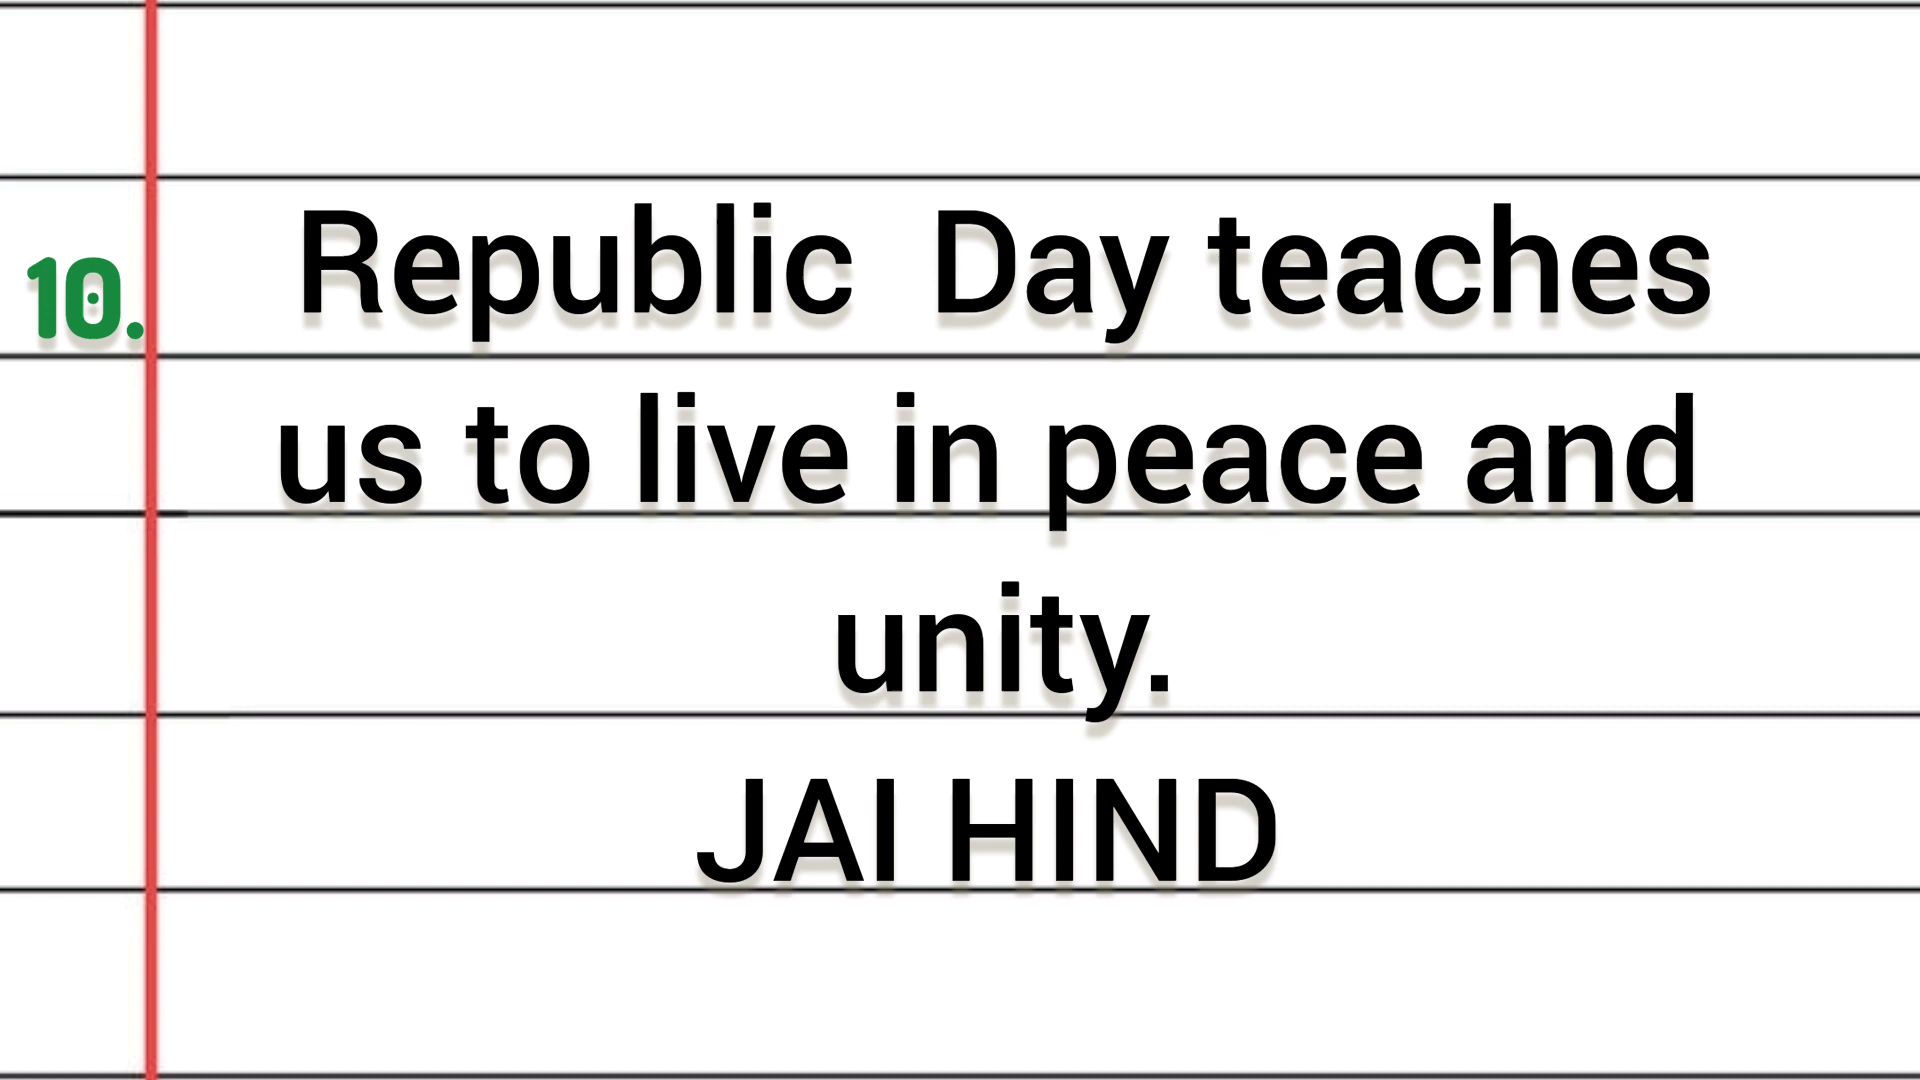 10. Republic  Day teaches
us to live in peace and
unity.
JAI HIND